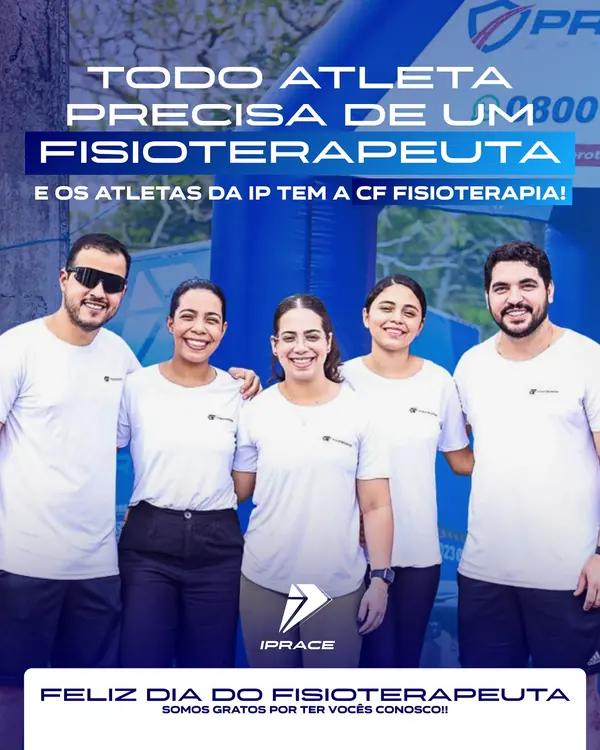 TODO ATLETA
PRECISA DE UM
FISIOTERAPEUTA
E OS ATLETAS DA IP TEM A CF FISIOTERAPIA!
0800
IPRACE
FELIZ DIA DO FISIOTERAPEUTA
SOMOS GRATOS POR TER VOCÊS CONOSCO!!